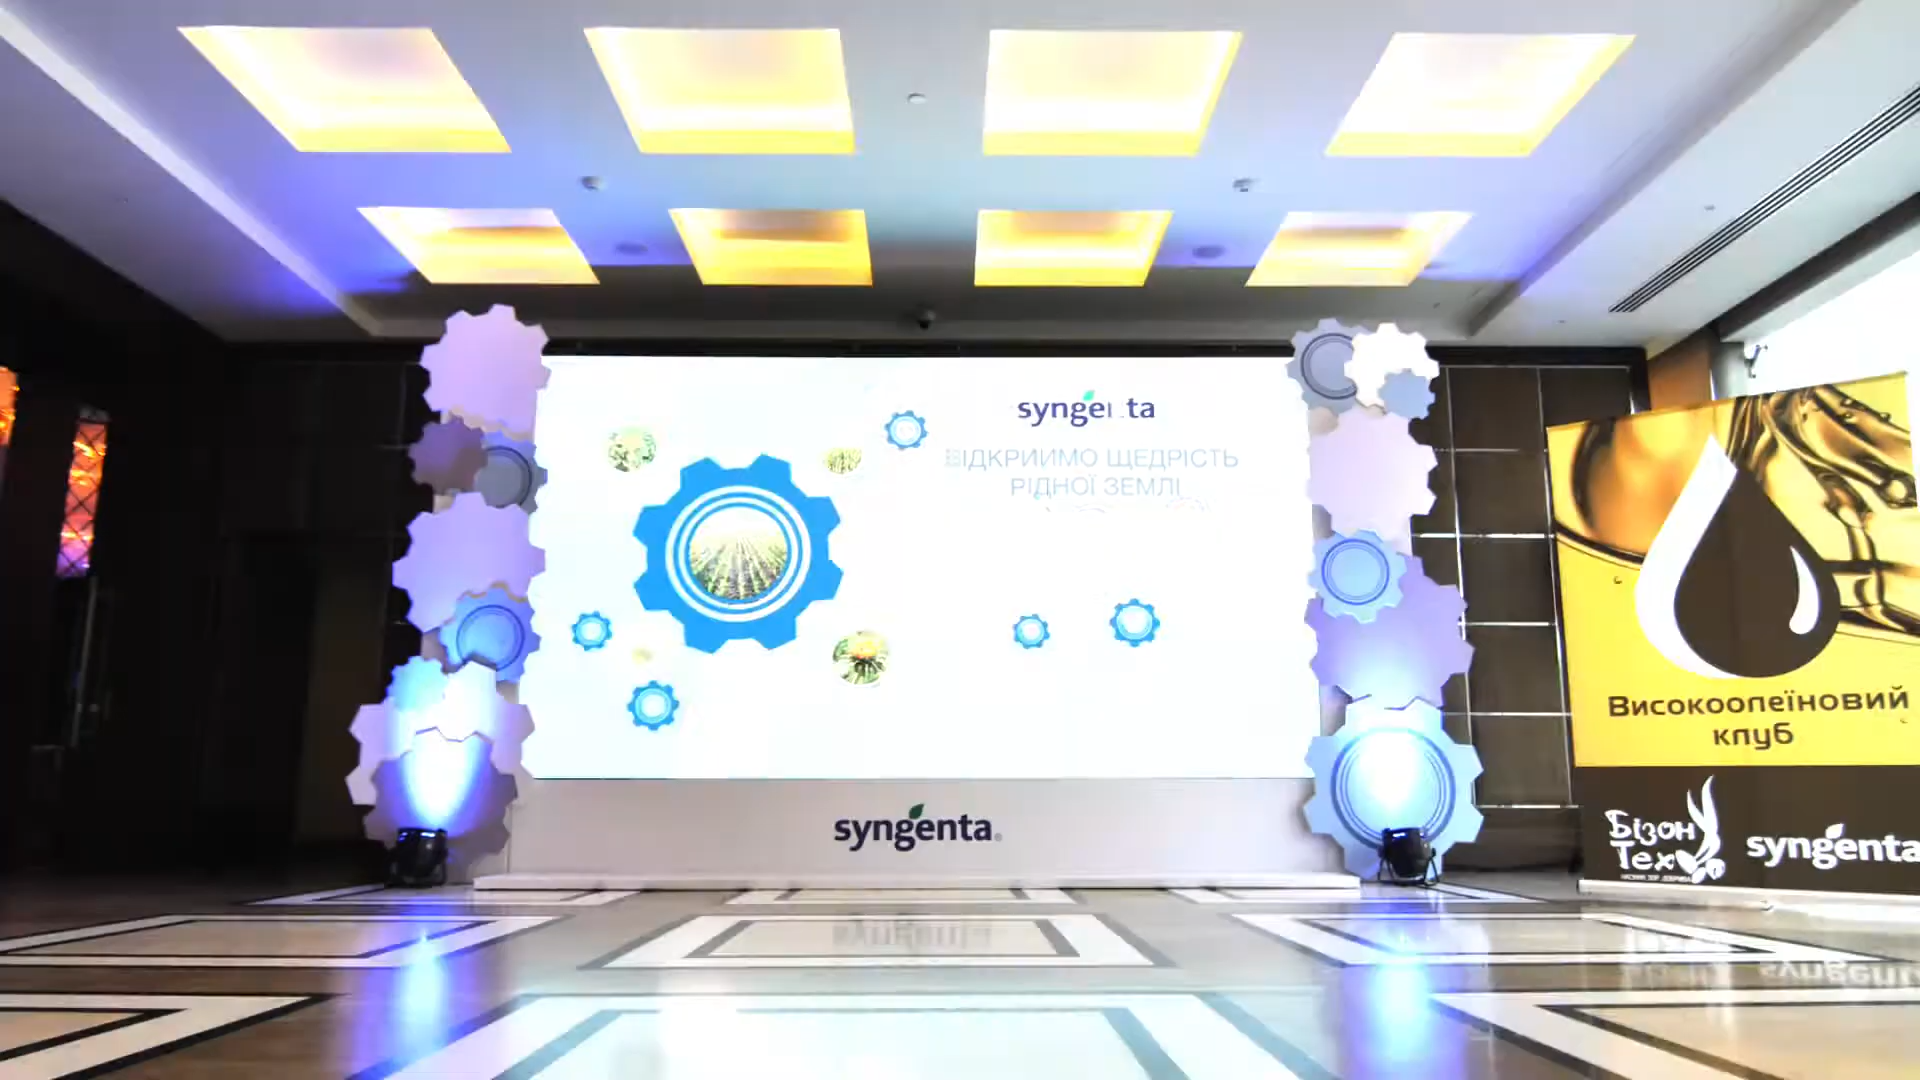 syngenta
ВІДКРИЙМО ЩЕДРІСТЬ
РІДНОЇ ЗЕМЛІ
syngenta
Високоолеїновий
клуб
Бізон
Тех
syngenta